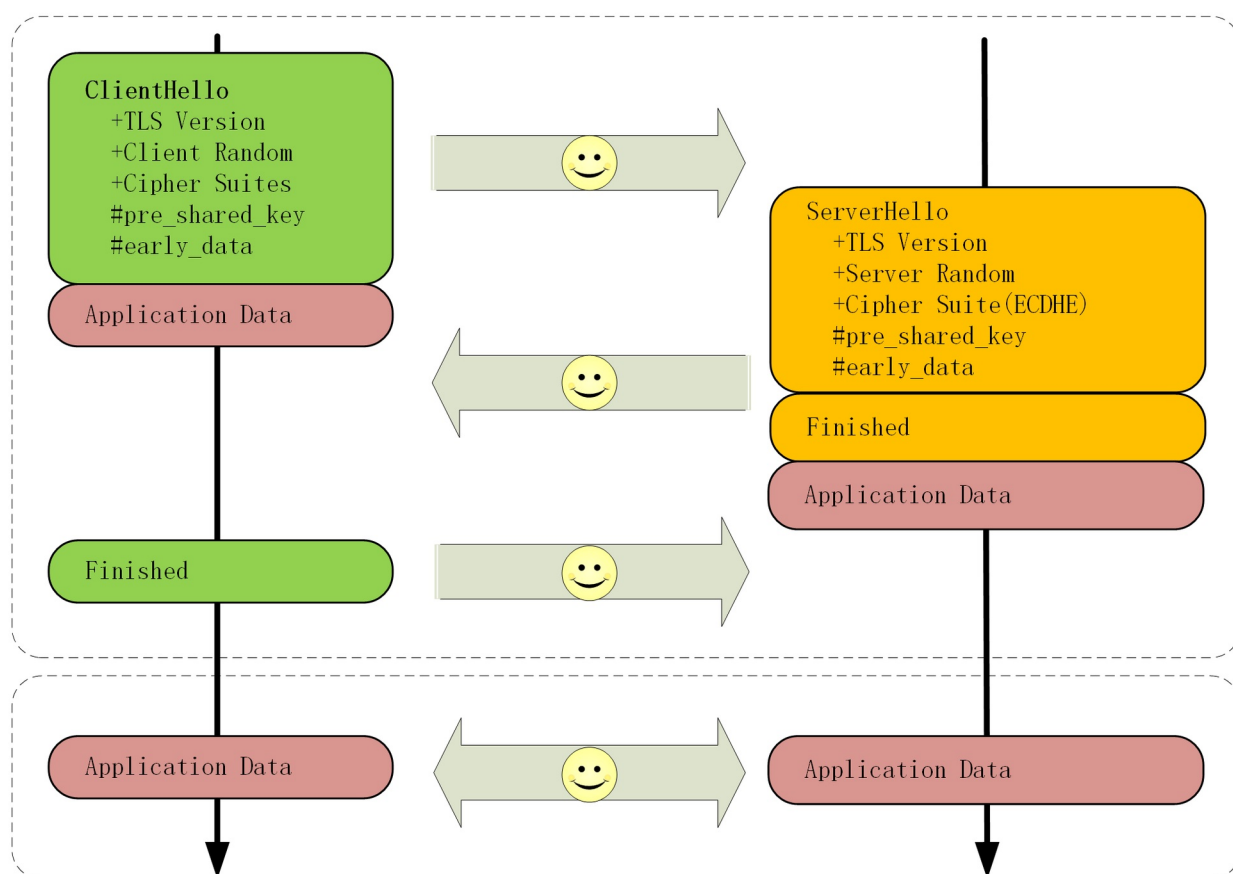 ClientHello
+TLS Version
+Client Random
+Cipher Suites
#pre_shared_key
#early_data
Application Data
ServerHello
+TLS Version
+Server Random
+Cipher Suite(ECDHE)
#pre_shared_key
#early_data
Finished
Application Data
Finished
Application Data
Application Data